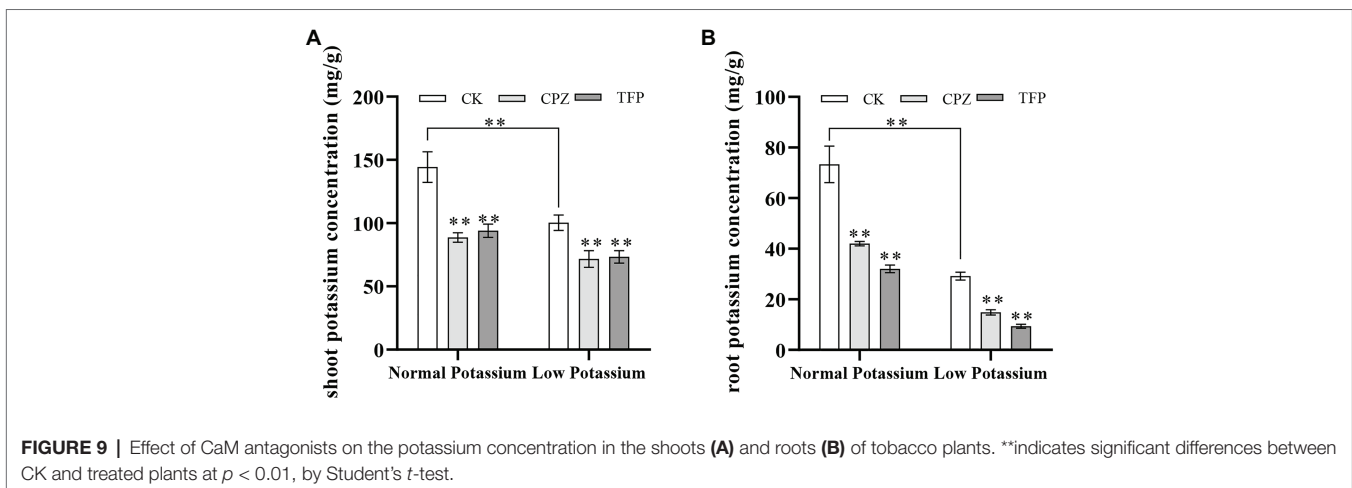 A
shoot potassium concentration (mg/g)
200
150
100
50
0
CK CPZ TFP
**
** **
** **
Normal Potassium Low Potassium
B
root potassium concentration (mg/g)
100
80
60
40
20
0
CK CPZ TFP
**
**
**
**
**
Normal Potassium Low Potassium
FIGURE 9 | Effect of CaM antagonists on the potassium concentration in the shoots (A) and roots (B) of tobacco plants. **indicates significant differences between
CK and treated plants at p < 0.01, by Student's t-test.